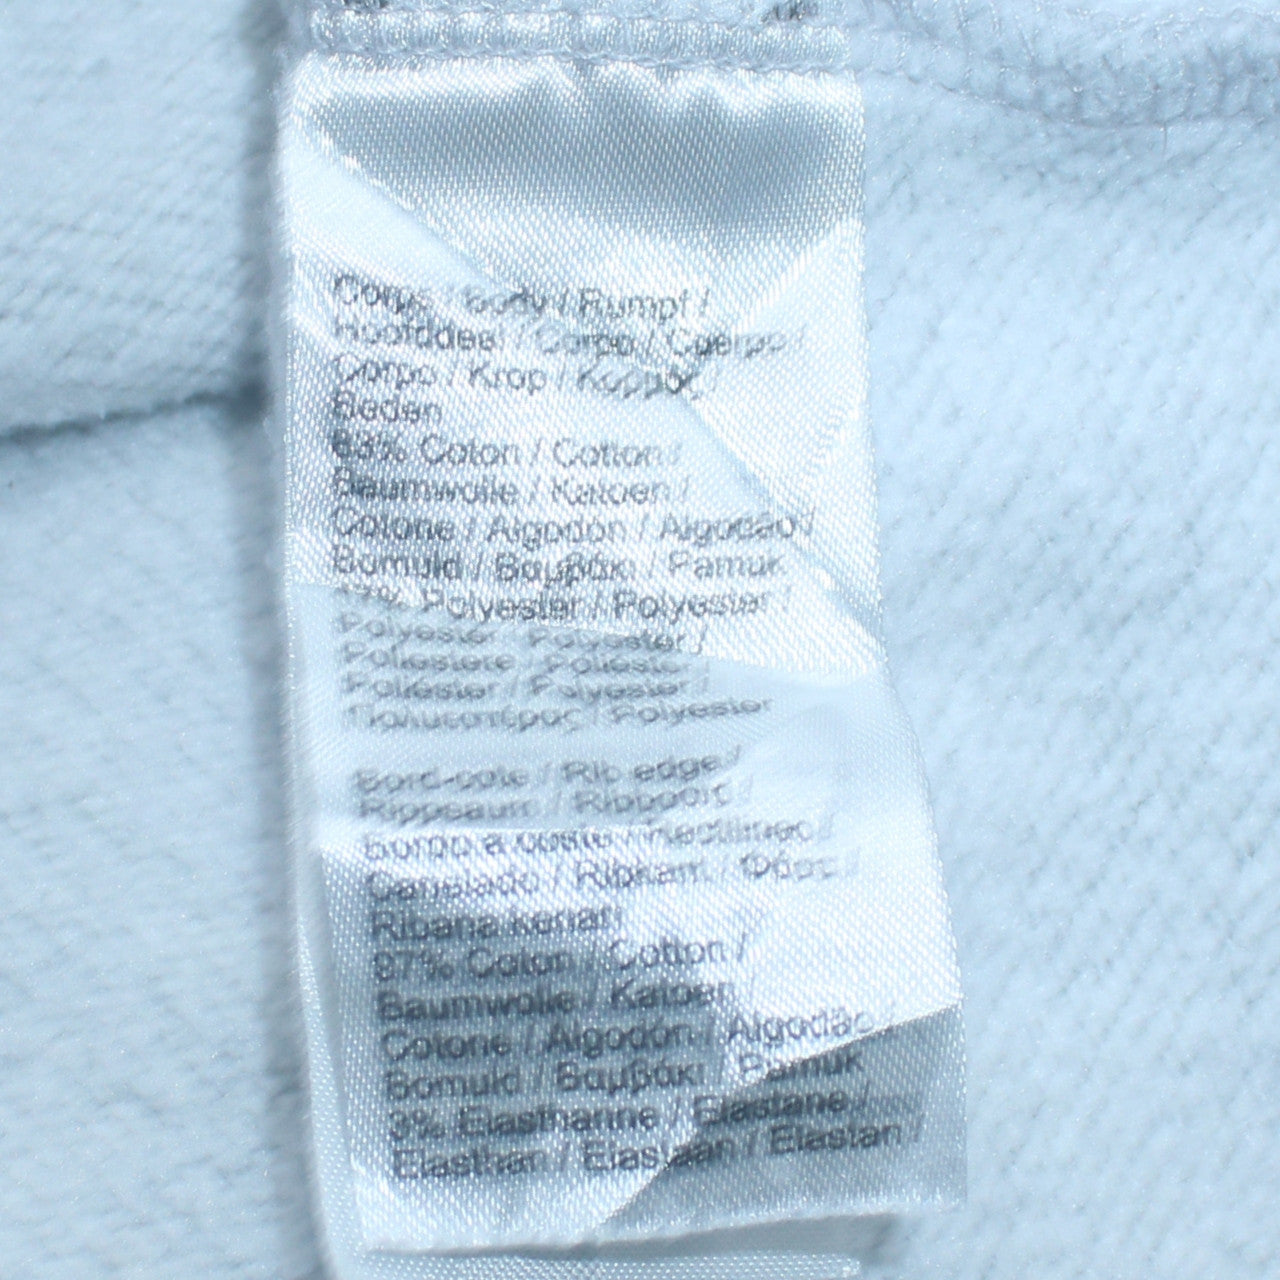 Corps / Body / Rumpf /
Hoofddeel / Corpo / Cuerpo /
Corpo / Krop / Κορμός /
Beden
83% Coton / Cotton /
Baumwolle / Katoen /
Cotone / Algodón / Algodão /
Bomuld / Βαμβάκι / Pamuk
Polyester / Polyester /
Polyester / Polyester /
Poliestere / Poliéster /
Poliéster / Polyester /
Πολυεστέρας / Polyester
Bord-côte / Rib edge /
Rippsaum / Ribboord /
Bordo a coste /
Canelado / Ribkant /
Ribana kenarı
97% Coton / Cotton /
Baumwolle / Katoen /
Cotone / Algodón / Algodão /
Bomuld / Βαμβάκι / Pamuk
3% Elasthanne / Elastane /
Elasthan / Elastaan / Elastan /